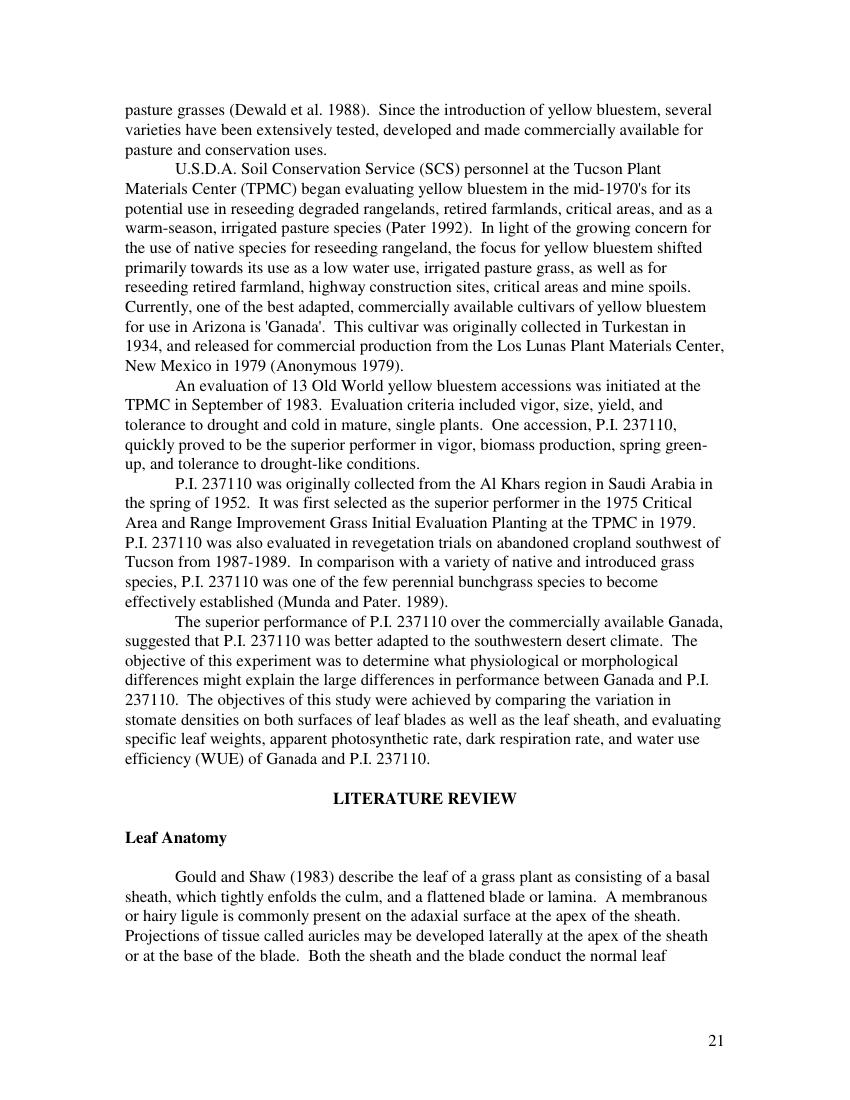 pasture grasses (Dewald et al. 1988).  Since the introduction of yellow bluestem, several
varieties have been extensively tested, developed and made commercially available for
pasture and conservation uses.
U.S.D.A. Soil Conservation Service (SCS) personnel at the Tucson Plant
Materials Center (TPMC) began evaluating yellow bluestem in the mid-1970's for its
potential use in reseeding degraded rangelands, retired farmlands, critical areas, and as a
warm-season, irrigated pasture species (Pater 1992).  In light of the growing concern for
the use of native species for reseeding rangeland, the focus for yellow bluestem shifted
primarily towards its use as a low water use, irrigated pasture grass, as well as for
reseeding retired farmland, highway construction sites, critical areas and mine spoils.
Currently, one of the best adapted, commercially available cultivars of yellow bluestem
for use in Arizona is 'Ganada'.  This cultivar was originally collected in Turkestan in
1934, and released for commercial production from the Los Lunas Plant Materials Center,
New Mexico in 1979 (Anonymous 1979).
An evaluation of 13 Old World yellow bluestem accessions was initiated at the
TPMC in September of 1983.  Evaluation criteria included vigor, size, yield, and
tolerance to drought and cold in mature, single plants.  One accession, P.I. 237110,
quickly proved to be the superior performer in vigor, biomass production, spring green-
up, and tolerance to drought-like conditions.
P.I. 237110 was originally collected from the Al Khars region in Saudi Arabia in
the spring of 1952.  It was first selected as the superior performer in the 1975 Critical
Area and Range Improvement Grass Initial Evaluation Planting at the TPMC in 1979.
P.I. 237110 was also evaluated in revegetation trials on abandoned cropland southwest of
Tucson from 1987-1989.  In comparison with a variety of native and introduced grass
species, P.I. 237110 was one of the few perennial bunchgrass species to become
effectively established (Munda and Pater. 1989).
The superior performance of P.I. 237110 over the commercially available Ganada,
suggested that P.I. 237110 was better adapted to the southwestern desert climate.  The
objective of this experiment was to determine what physiological or morphological
differences might explain the large differences in performance between Ganada and P.I.
237110.  The objectives of this study were achieved by comparing the variation in
stomate densities on both surfaces of leaf blades as well as the leaf sheath, and evaluating
specific leaf weights, apparent photosynthetic rate, dark respiration rate, and water use
efficiency (WUE) of Ganada and P.I. 237110.
LITERATURE REVIEW
Leaf Anatomy
Gould and Shaw (1983) describe the leaf of a grass plant as consisting of a basal
sheath, which tightly enfolds the culm, and a flattened blade or lamina.  A membranous
or hairy ligule is commonly present on the adaxial surface at the apex of the sheath.
Projections of tissue called auricles may be developed laterally at the apex of the sheath
or at the base of the blade.  Both the sheath and the blade conduct the normal leaf
21